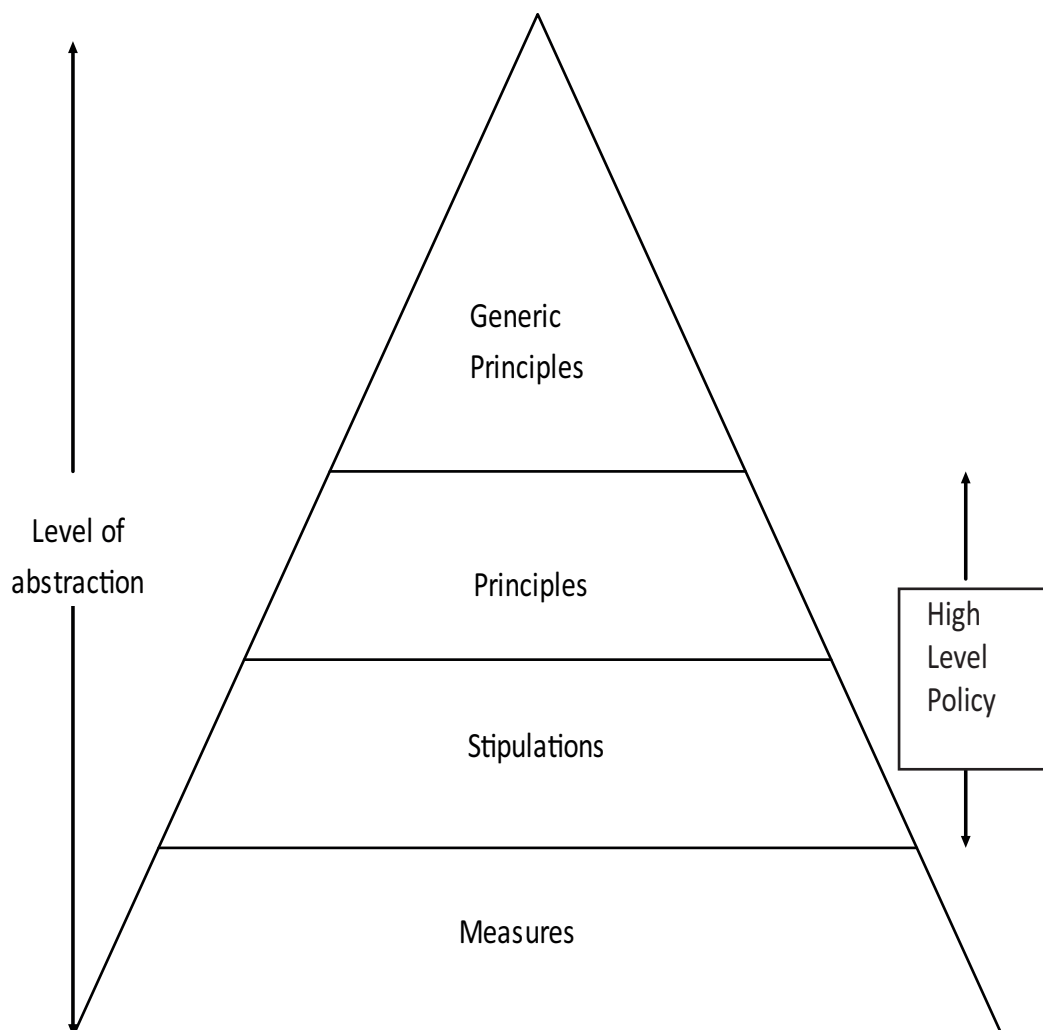 Generic
Principles
Level of
abstraction
Principles
High
Level
Policy
Stipulations
Measures